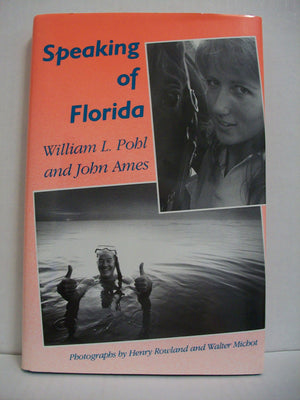 Speaking
of
Florida
William L. Pohl
and John Ames
Photographs by Henry Rowland and Walter Michot